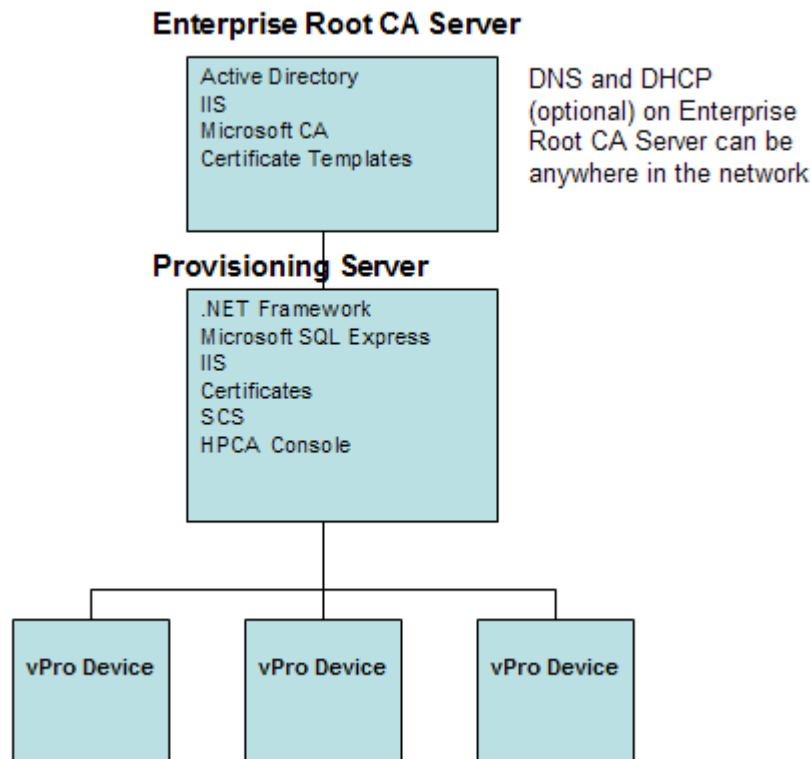 Enterprise Root CA Server
Active Directory
IIS
Microsoft CA
Certificate Templates
DNS and DHCP
(optional) on Enterprise
Root CA Server can be
anywhere in the network
Provisioning Server
.NET Framework
Microsoft SQL Express
IIS
Certificates
SCS
HPCA Console
vPro Device
vPro Device
vPro Device